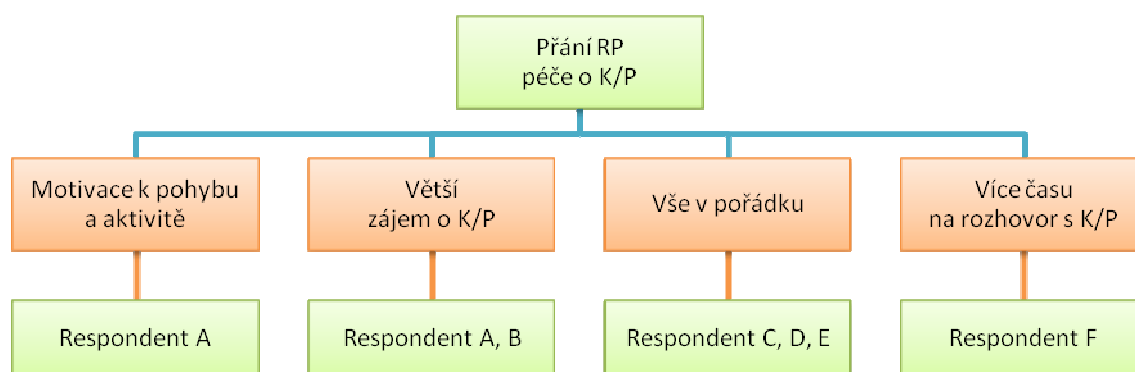 Přání RP
péče o K/P
Motivace k pohybu
a aktivitě
Větší
zájem o K/P
Vše v pořádku
Více času
na rozhovor s K/P
Respondent A
Respondent A, B
Respondent C, D, E
Respondent F